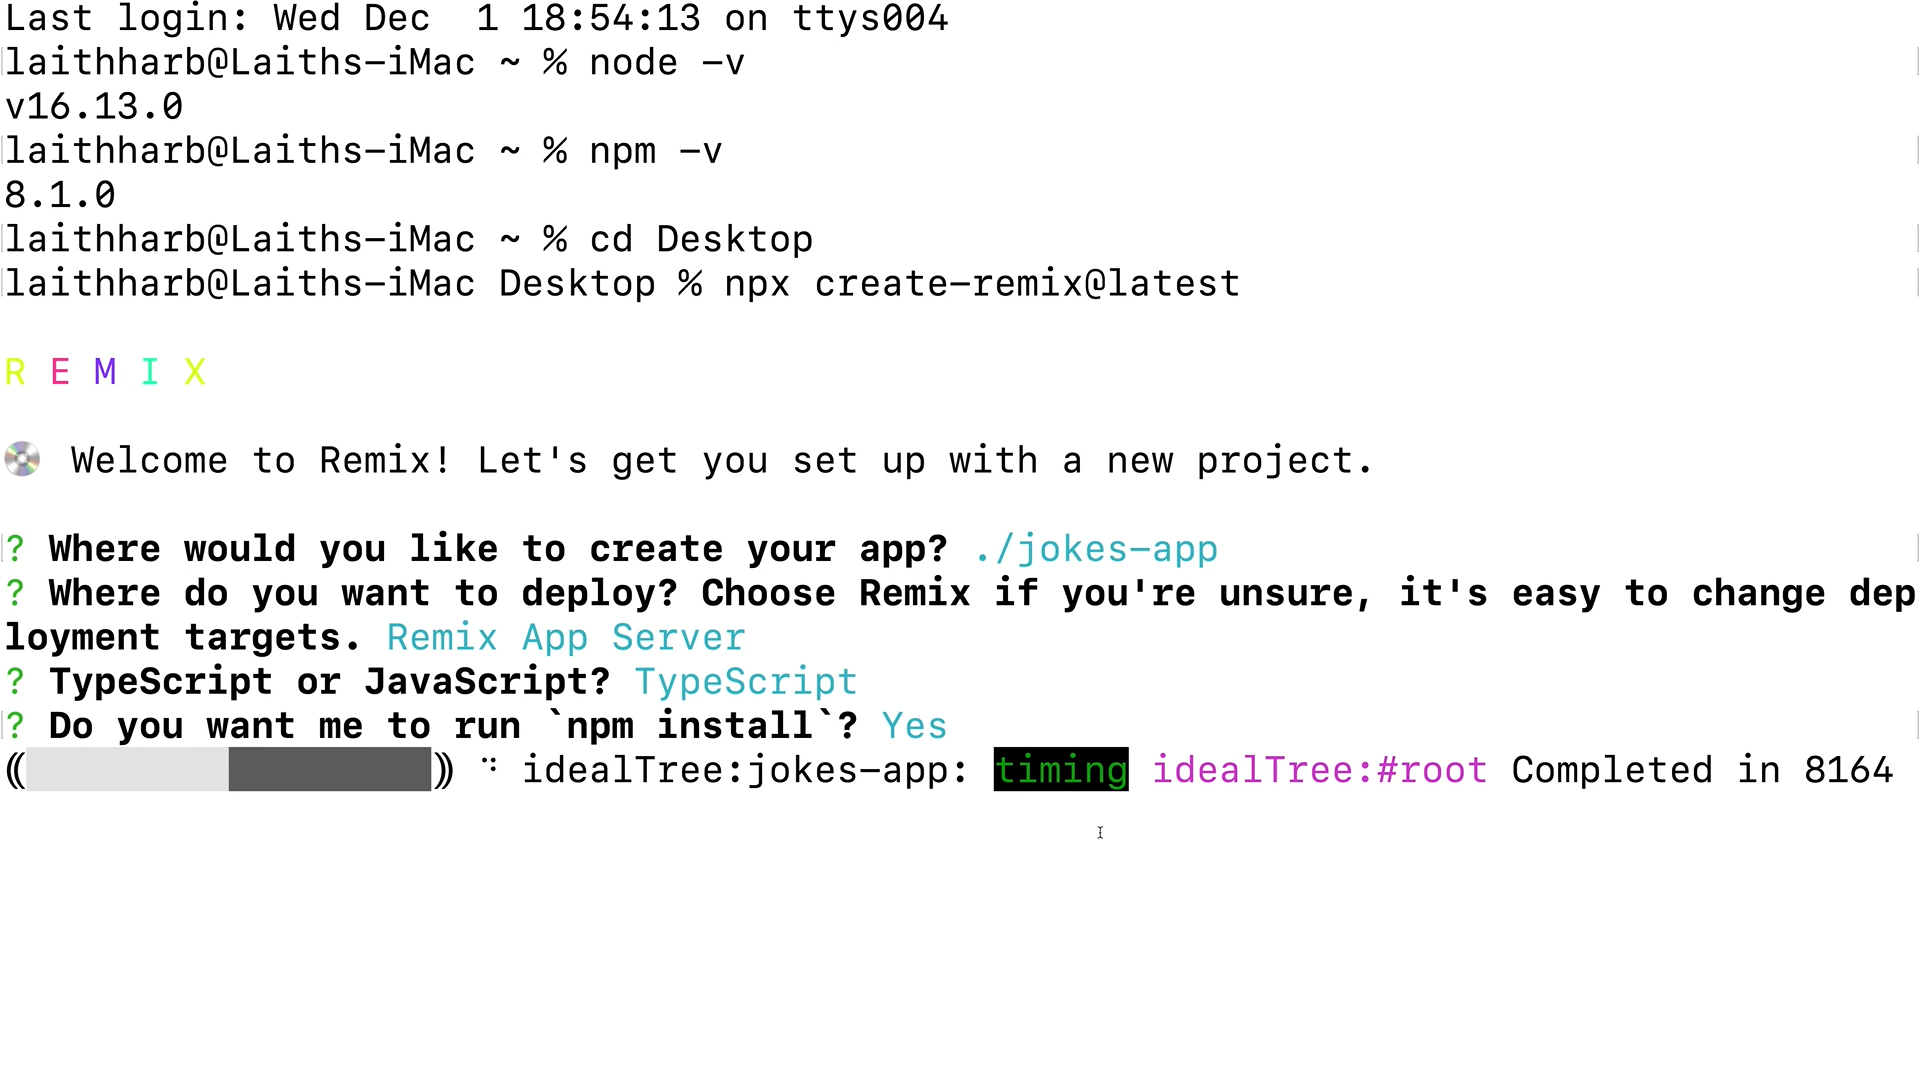 Last login: Wed Dec  1 18:54:13 on ttys004
laithharb@Laiths-iMac ~ % node -v
v16.13.0
laithharb@Laiths-iMac ~ % npm -v
8.1.0
laithharb@Laiths-iMac ~ % cd Desktop
laithharb@Laiths-iMac Desktop % npx create-remix@latest
R E M I X
💿 Welcome to Remix! Let's get you set up with a new project.
? Where would you like to create your app? ./jokes-app
? Where do you want to deploy? Choose Remix if you're unsure, it's easy to change dep
loyment targets. Remix App Server
? TypeScript or JavaScript? TypeScript
? Do you want me to run `npm install`? Yes
(          ) ⠙ idealTree:jokes-app: timing idealTree:#root Completed in 8164